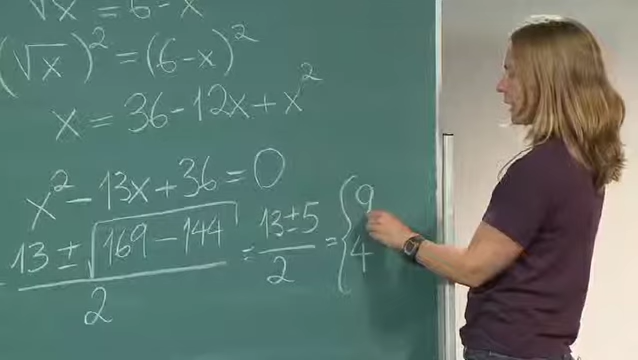 √x = 6-x
(√x)² = (6-x)²
x = 36-12x+x²
x²-13x+36=0
13±√169-144 / 2 = 13±5 / 2 = { 9 4